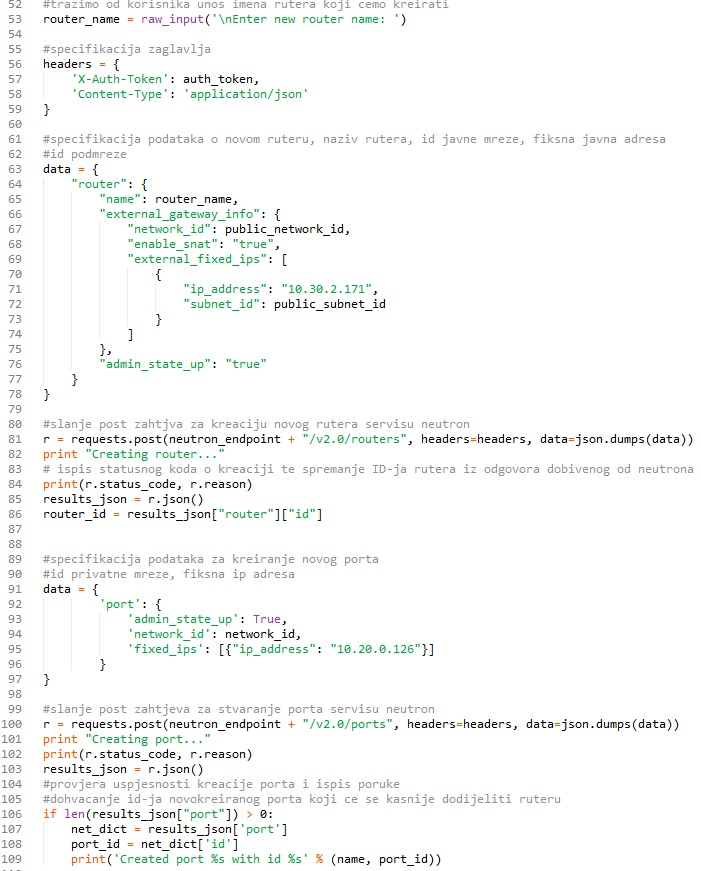 52 #trazimo od korisnika unos imena rutera koji cemo kreirati
53 router_name = raw_input('\nEnter new router name: ')
54
55 #specifikacija zaglavlja
56 headers = {
57     'X-Auth-Token': auth_token,
58     'Content-Type': 'application/json'
59 }
60
61 #specifikacija podataka o novom ruteru, naziv rutera, id javne mreze, fiksna javna adresa
62 #id podmreze
63 data = {
64     "router": {
65         "name": router_name,
66         "external_gateway_info": {
67             "network_id": public_network_id,
68             "enable_snat": "true",
69             "external_fixed_ips": [
70                 {
71                     "ip_address": "10.30.2.171",
72                     "subnet_id": public_subnet_id
73                 }
74             ]
75         },
76         "admin_state_up": "true"
77     }
78 }
79
80 #slanje post zahtjva za kreaciju novog rutera servisu neutron
81 r = requests.post(neutron_endpoint + "/v2.0/routers", headers=headers, data=json.dumps(data))
82 print "Creating router..."
83 # ispis statusnog koda o kreaciji te spremanje ID-ja rutera iz odgovora dobivenog od neutrona
84 print(r.status_code, r.reason)
85 results_json = r.json()
86 router_id = results_json["router"]["id"]
87
88
89 #specifikacija podataka za kreiranje novog porta
90 #id privatne mreze, fiksna ip adresa
91 data = {
92         'port': {
93             'admin_state_up': True,
94             'network_id': network_id,
95             'fixed_ips': [{"ip_address": "10.20.0.126"}]
96         }
97 }
98
99 #slanje post zahtjeva za stvaranje porta servisu neutron
100 r = requests.post(neutron_endpoint + "/v2.0/ports", headers=headers, data=json.dumps(data))
101 print "Creating port..."
102 print(r.status_code, r.reason)
103 results_json = r.json()
104 #provjera uspjesnosti kreacije porta i ispis poruke
105 #dohvacanje id-ja novokreiranog porta koji ce se kasnije dodijeliti ruteru
106 if len(results_json["port"]) > 0:
107     net_dict = results_json['port']
108     port_id = net_dict['id']
109     print('Created port %s with id %s' % (name, port_id))